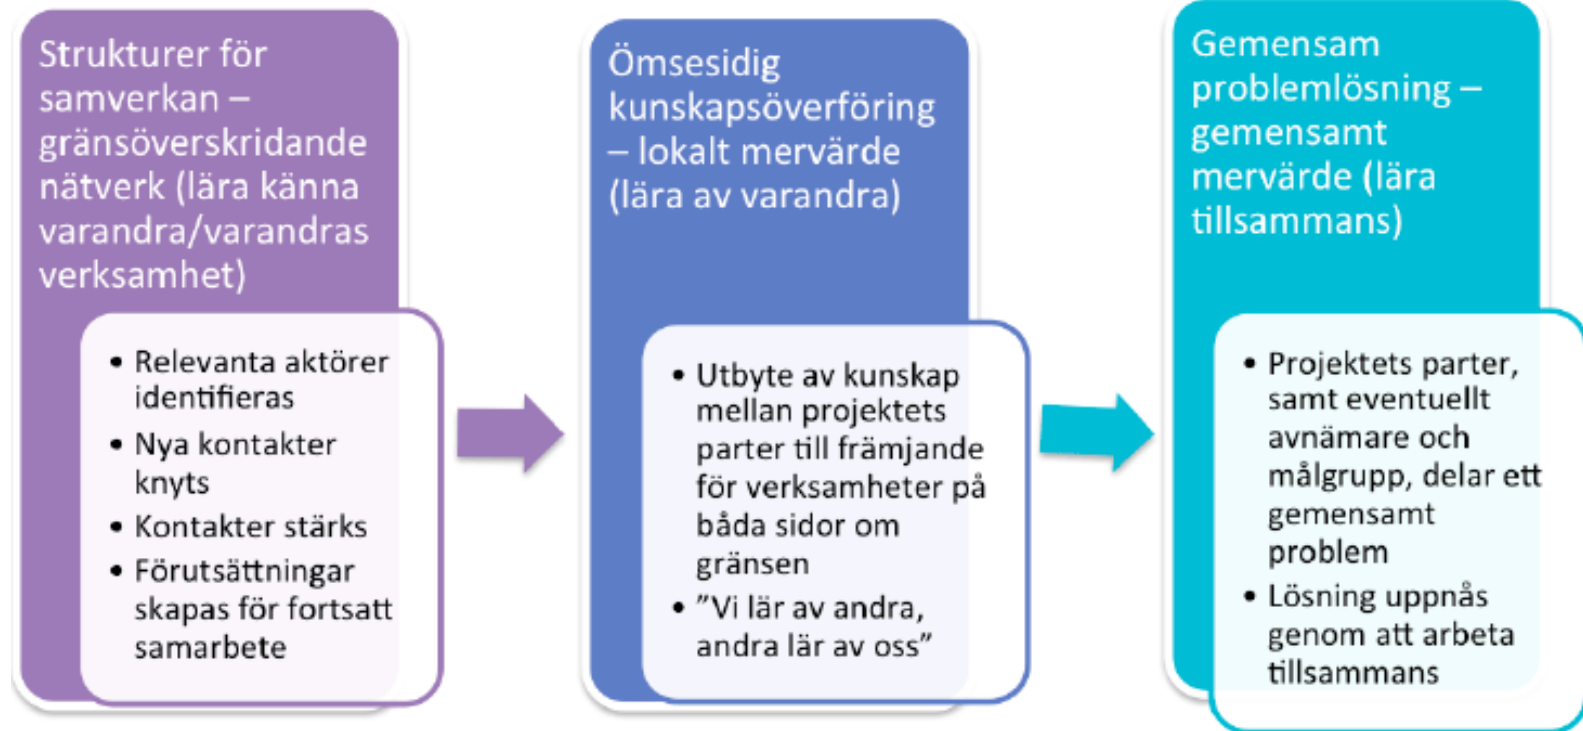 Strukturer för
samverkan –
gränsöverskridande
nätverk (lära känna
varandra/varandras
verksamhet)
• Relevanta aktörer
identifieras
• Nya kontakter
knyts
• Kontakter stärks
• Förutsättningar
skapas för fortsatt
samarbete
Ömsesidig
kunskapsöverföring
– lokalt mervärde
(lära av varandra)
• Utbyte av kunskap
mellan projektets
parter till främjande
för verksamheter på
båda sidor om
gränsen
• ”Vi lär av andra,
andra lär av oss”
Gemensam
problemlösning –
gemensamt
mervärde (lära
tillsammans)
• Projektets parter,
samt eventuellt
avnämare och
målgrupp, delar ett
gemensamt
problem
• Lösning uppnås
genom att arbeta
tillsammans